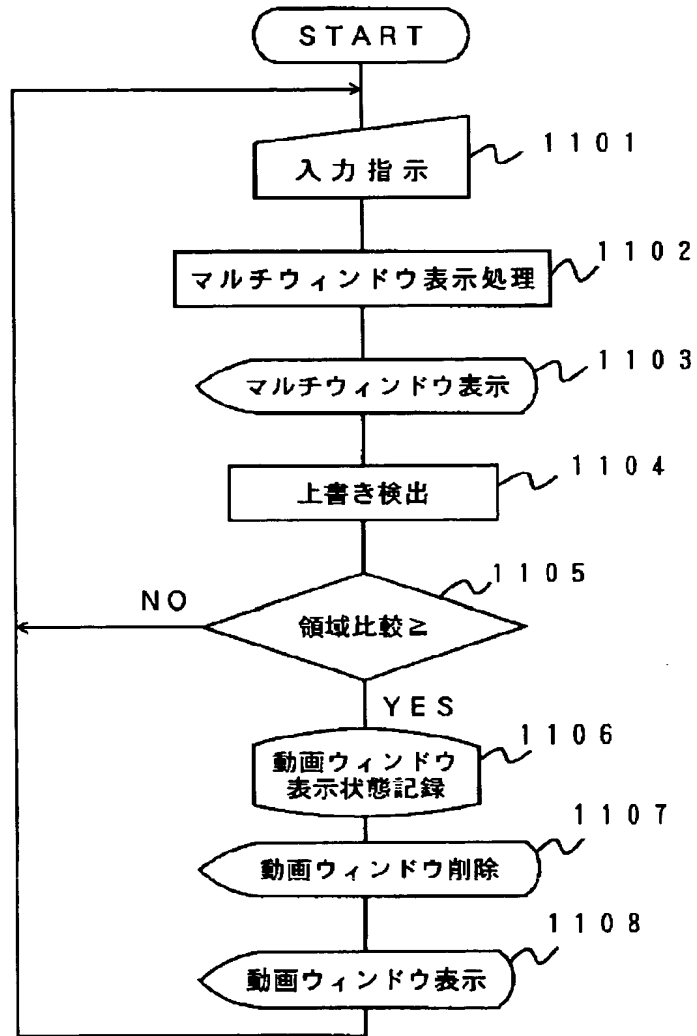 START
1101
入力指示
1102
マルチウィンドウ表示処理
1103
マルチウィンドウ表示
1104
上書き検出
1105
NO
領域比較≧
YES
1106
動画ウィンドウ
表示状態記録
1107
動画ウィンドウ削除
1108
動画ウィンドウ表示